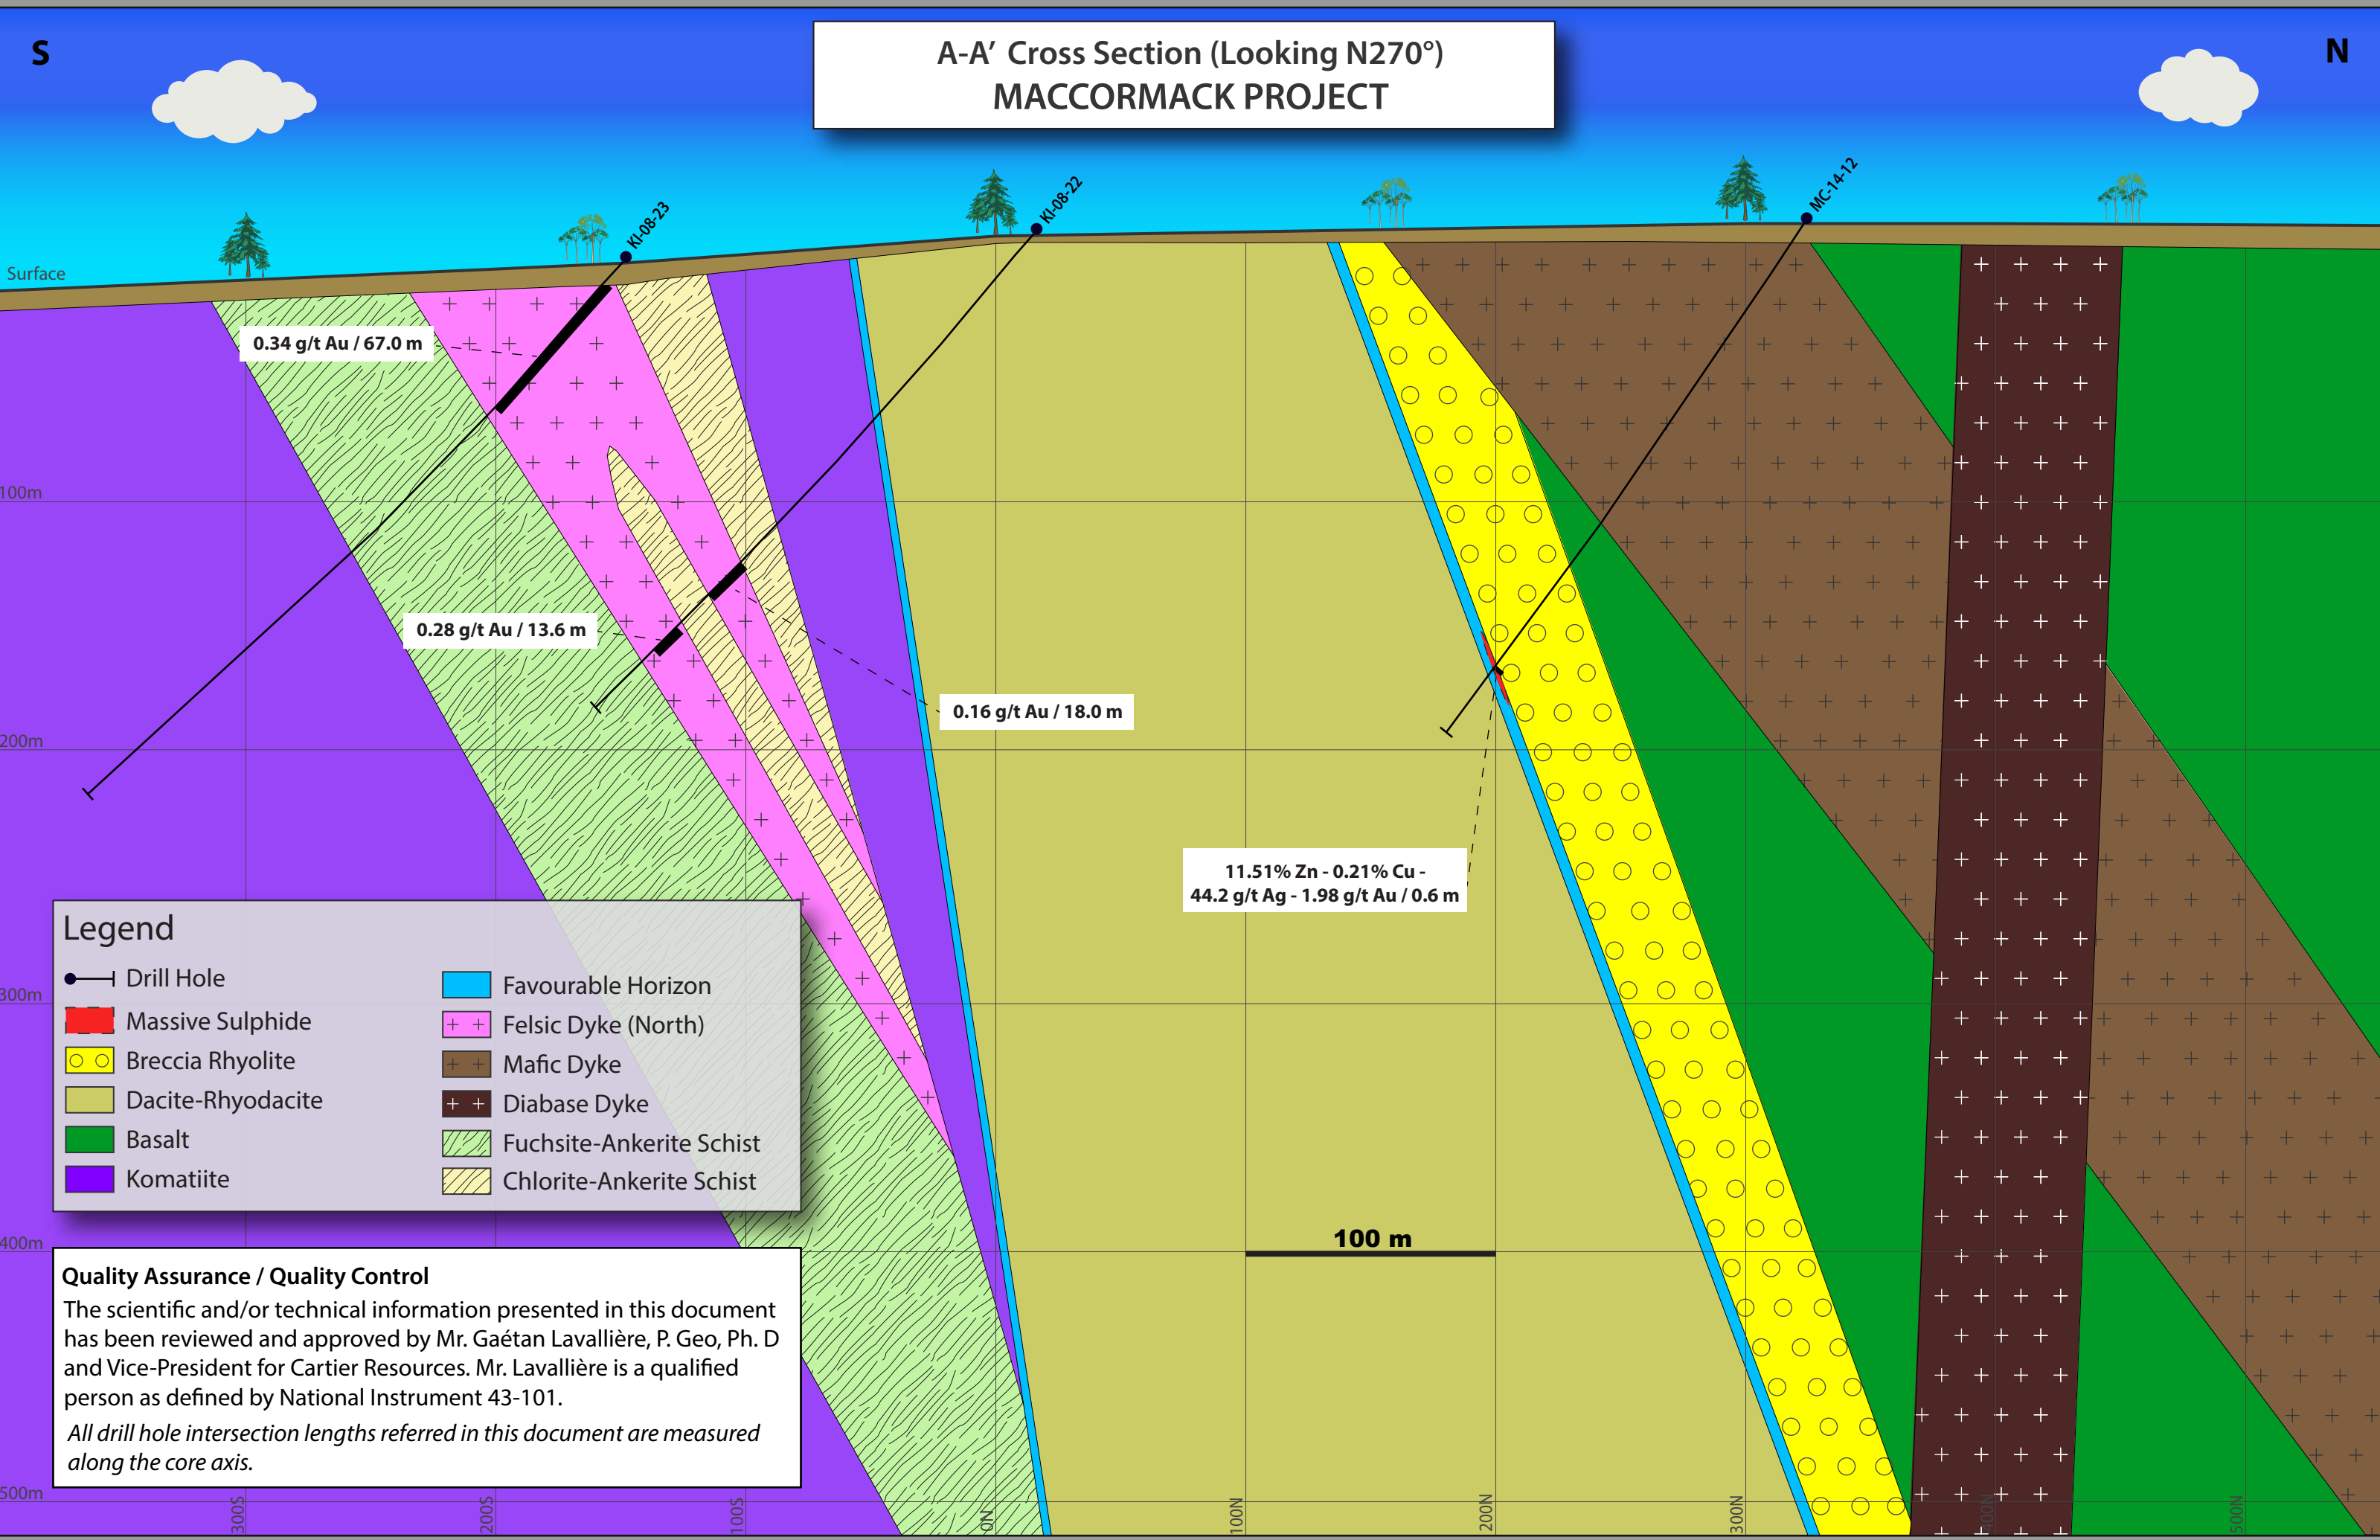 S
A-A’ Cross Section (Looking N270°)
MACCORMACK PROJECT
N
KI-08-23
KI-08-22
MC-14-12
Surface
0.34 g/t Au / 67.0 m
100m
0.28 g/t Au / 13.6 m
0.16 g/t Au / 18.0 m
200m
11.51% Zn - 0.21% Cu -
44.2 g/t Ag - 1.98 g/t Au / 0.6 m
Legend
Drill Hole
Massive Sulphide
Breccia Rhyolite
Dacite-Rhyodacite
Basalt
Komatiite
Favourable Horizon
Felsic Dyke (North)
Mafic Dyke
Diabase Dyke
Fuchsite-Ankerite Schist
Chlorite-Ankerite Schist
300m
400m
100 m
Quality Assurance / Quality Control
The scientific and/or technical information presented in this document
has been reviewed and approved by Mr. Gaétan Lavallière, P. Geo, Ph. D
and Vice-President for Cartier Resources. Mr. Lavallière is a qualified
person as defined by National Instrument 43-101.
All drill hole intersection lengths referred in this document are measured
along the core axis.
500m
300S
200S
100S
0N
100N
200N
300N
400N
500N